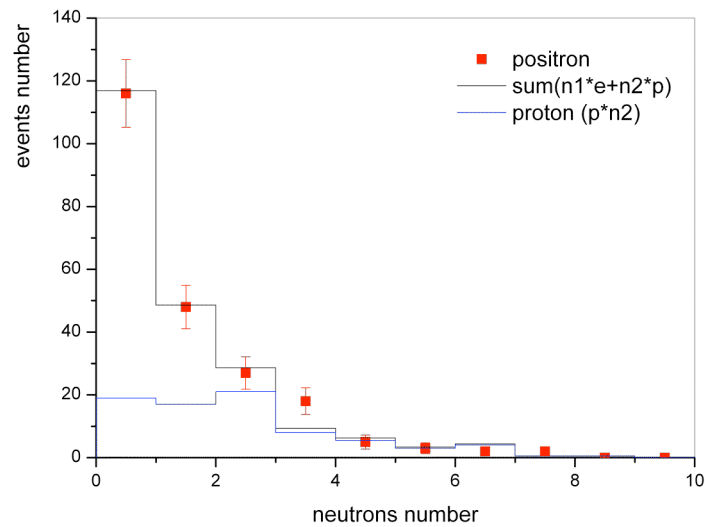 140
120
100
80
60
40
20
0
events number
positron
sum(n1*e+n2*p)
proton (p*n2)
0 2 4 6 8 10
neutrons number